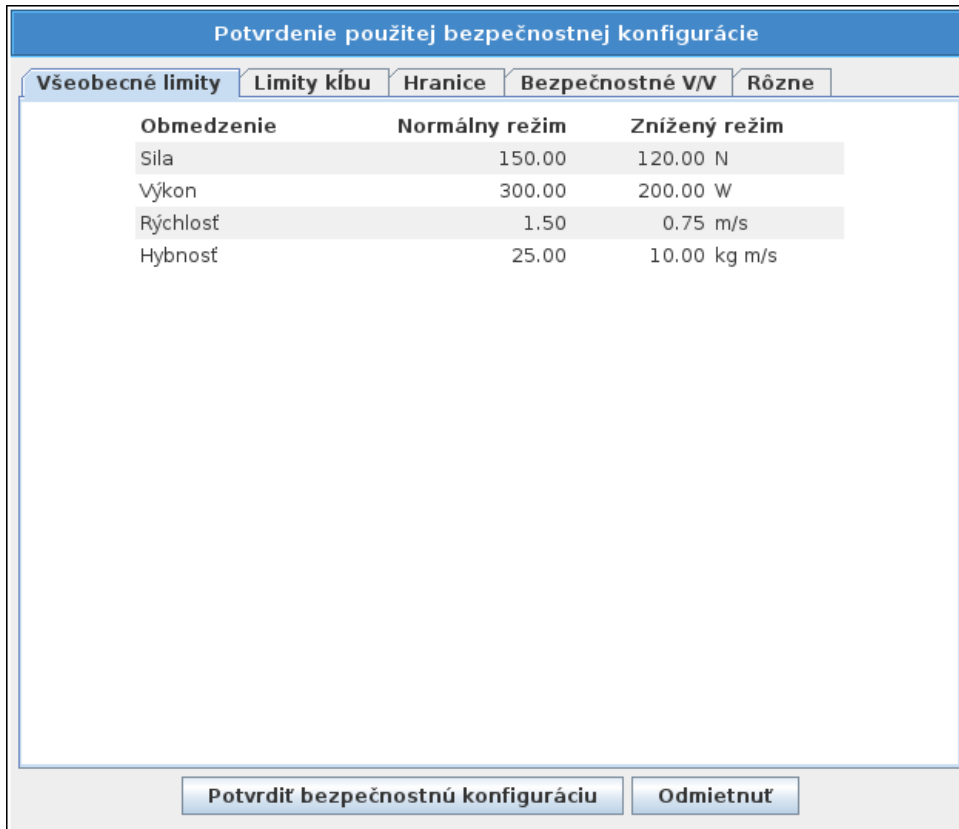 Potvrdenie použitej bezpečnostnej konfigurácie
Všeobecné limity Limity kĺbu Hranice Bezpečnostné V/V Rôzne
Obmedzenie Normálny režim Znížený režim
Sila 150.00 120.00 N
Výkon 300.00 200.00 W
Rýchlosť 1.50 0.75 m/s
Hybnosť 25.00 10.00 kg m/s
Potvrdiť bezpečnostnú konfiguráciu Odmietnuť